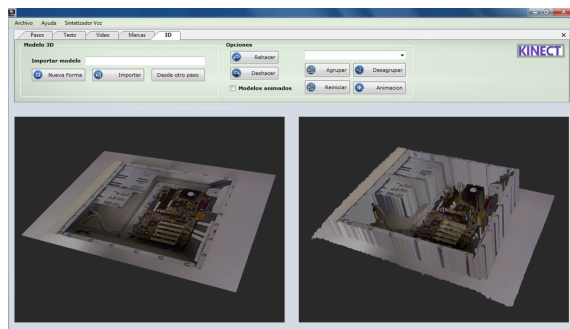 Archivo Ayuda Sintetizador Voz
Pasos Texto Video Marcas 3D X
Modelo 3D
Importar modelo
Nueva Forma Importar Desde otro paso
Opciones
Rehacer
Deshacer Agrupar Desagrupar
Modelos animados Reiniciar Animacion
KINECT